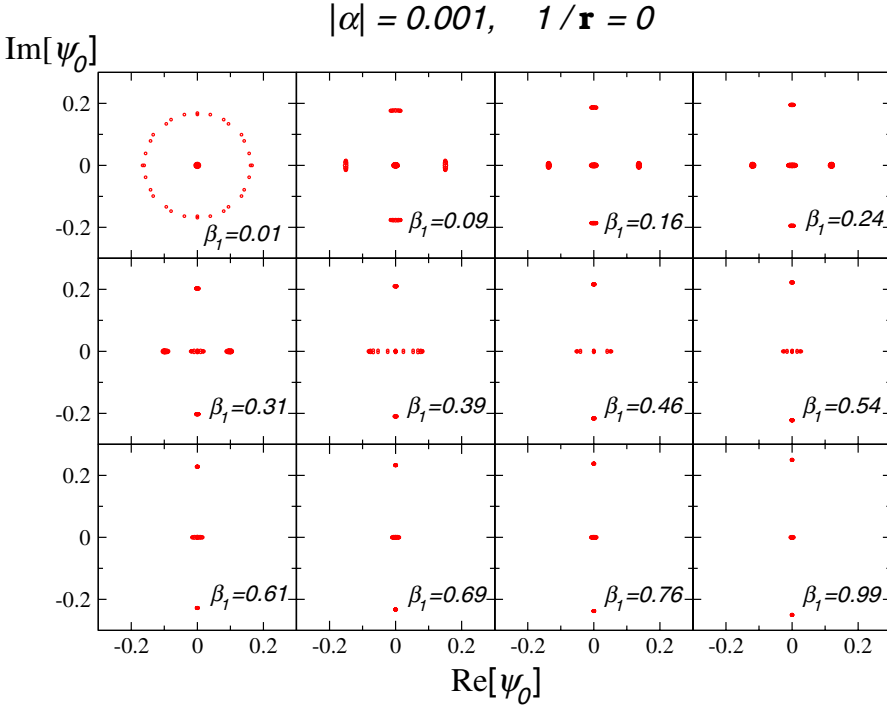 |α| = 0.001, 1 / r = 0
Im[ψ₀]
0.2
0
-0.2
β₁=0.01
β₁=0.09
β₁=0.16
β₁=0.24
0.2
0
-0.2
β₁=0.31
β₁=0.39
β₁=0.46
β₁=0.54
0.2
0
-0.2
β₁=0.61
β₁=0.69
β₁=0.76
β₁=0.99
-0.2 0 0.2 -0.2 0 0.2 -0.2 0 0.2 -0.2 0 0.2
Re[ψ₀]